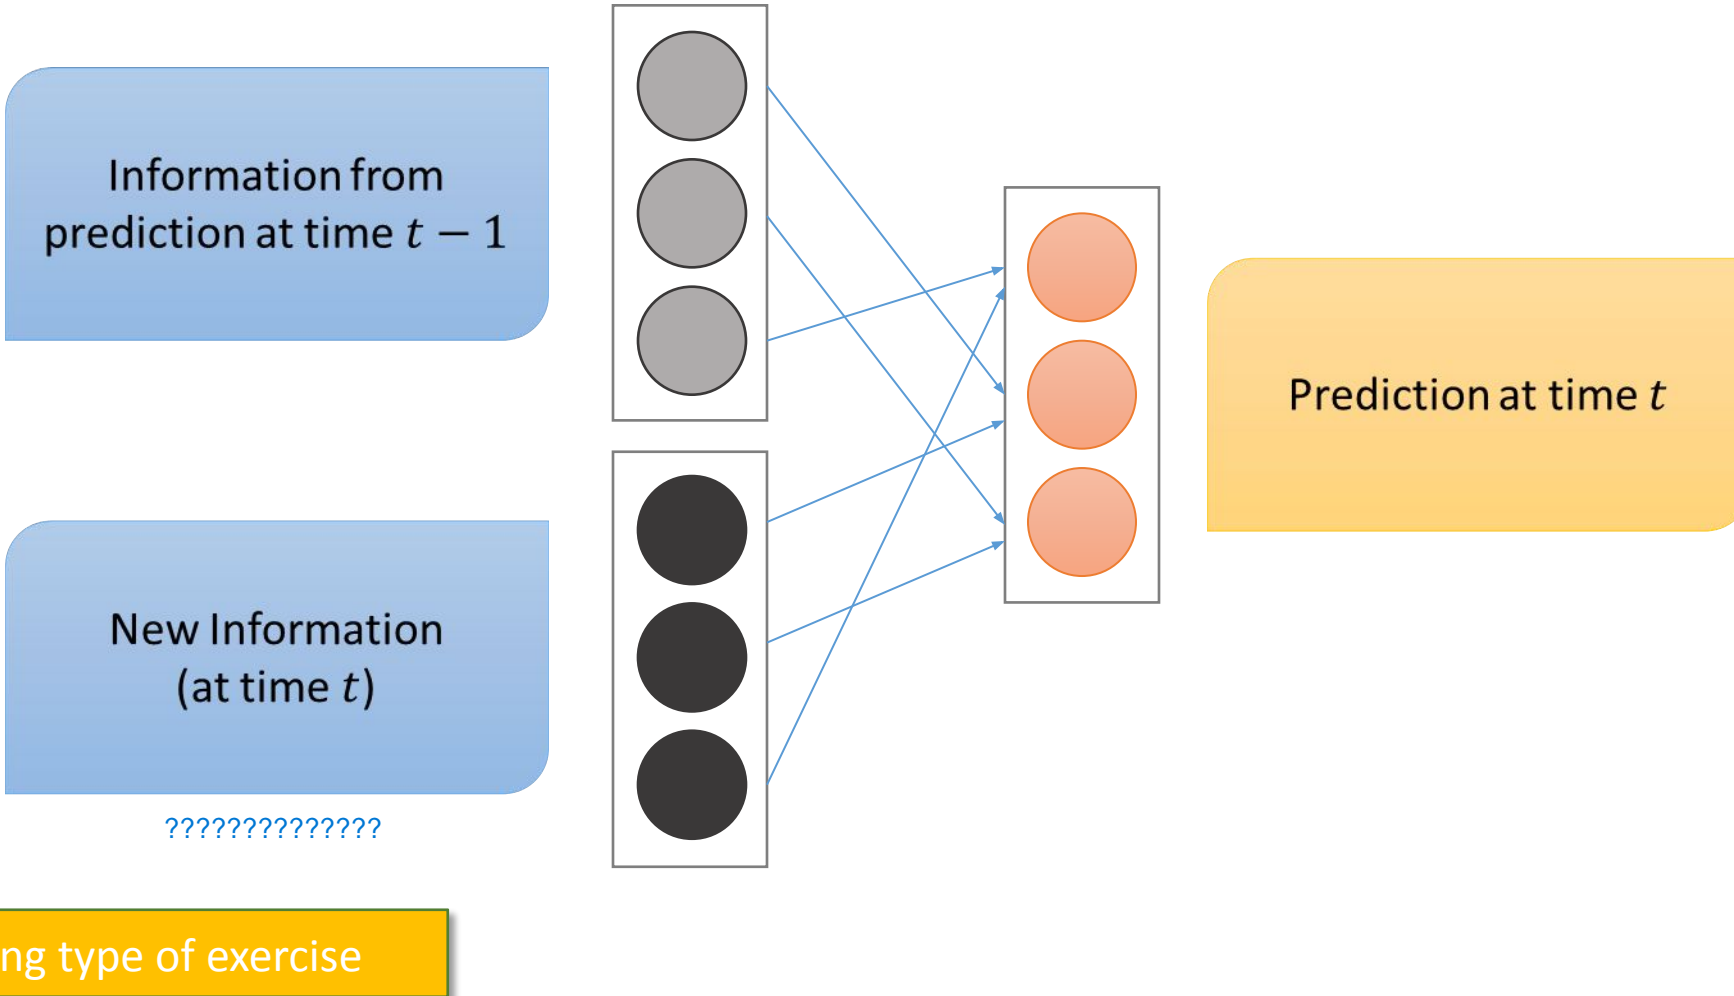 Information from
prediction at time t − 1
Prediction at time t
New Information
(at time t)
??????????????
ng type of exercise